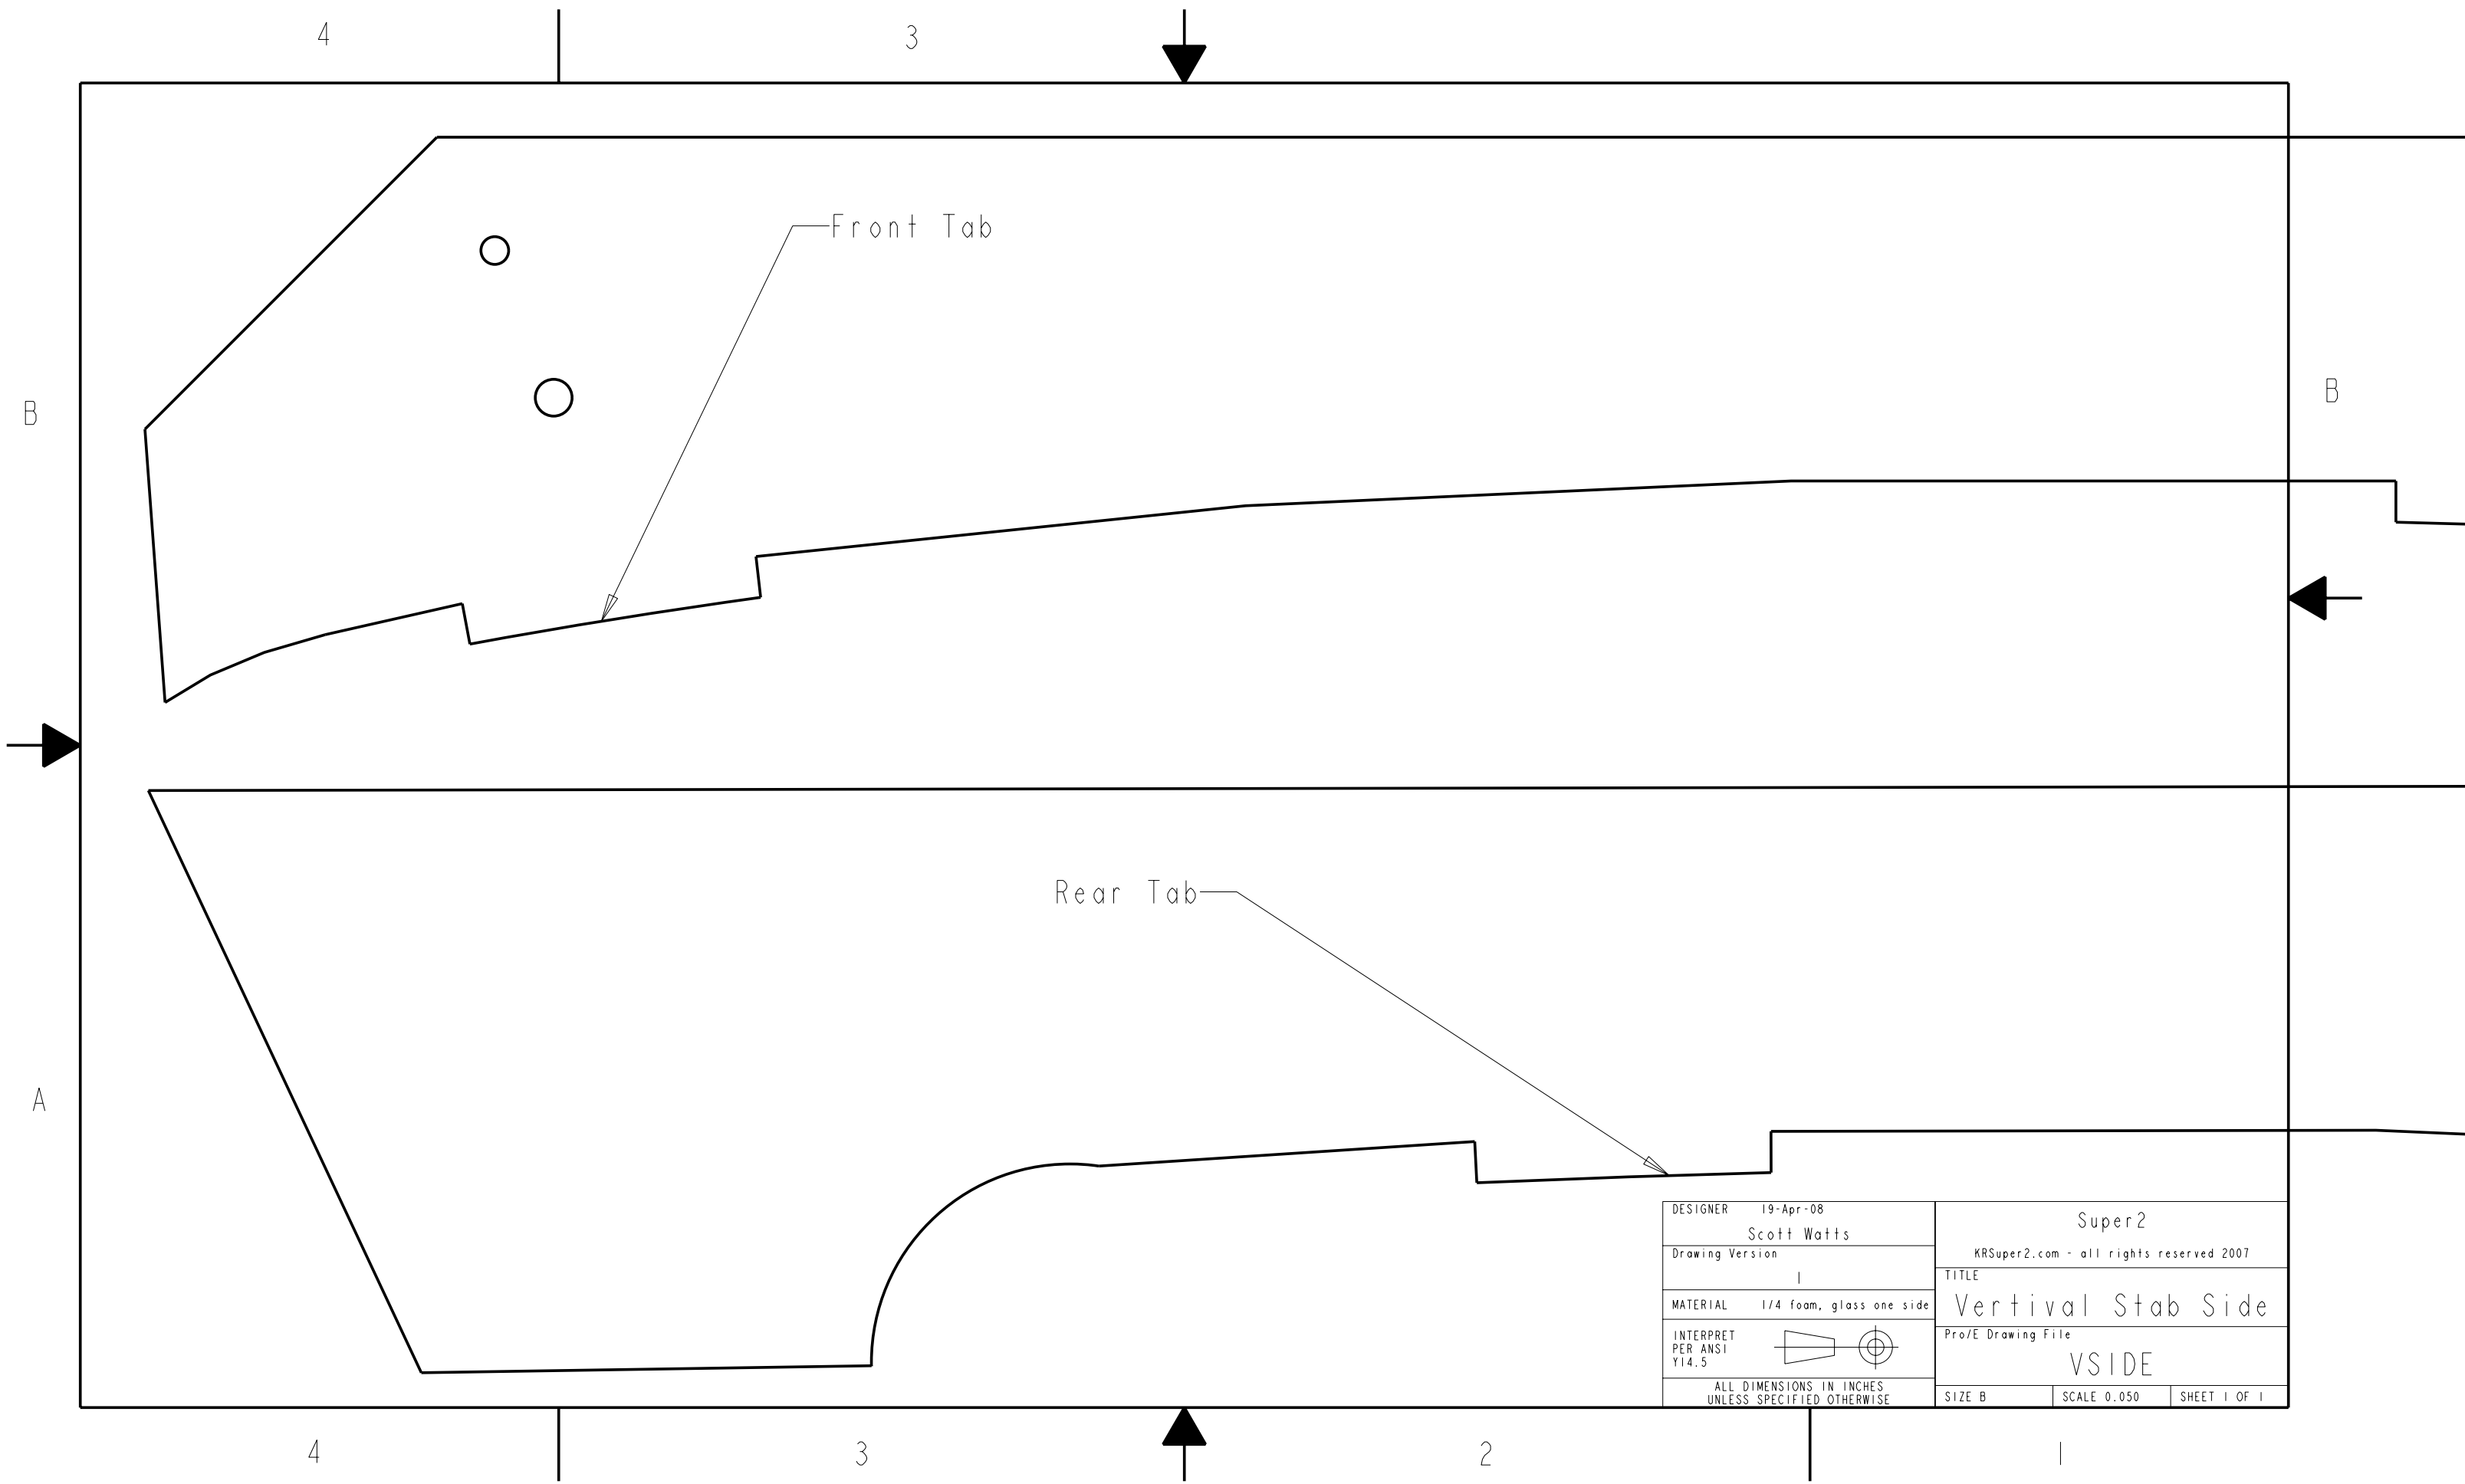 4 3
Front Tab
B B
Rear Tab
A
DESIGNER 19-Apr-08
Scott Watts
Drawing Version
1
MATERIAL 1/4 foam, glass one side
INTERPRET
PER ANSI
Y14.5
ALL DIMENSIONS IN INCHES
UNLESS SPECIFIED OTHERWISE
Super2
KRSuper2.com - all rights reserved 2007
TITLE
Vertival Stab Side
Pro/E Drawing File
VSIDE
SIZE B SCALE 0.050 SHEET 1 OF 1
4 3 2 1